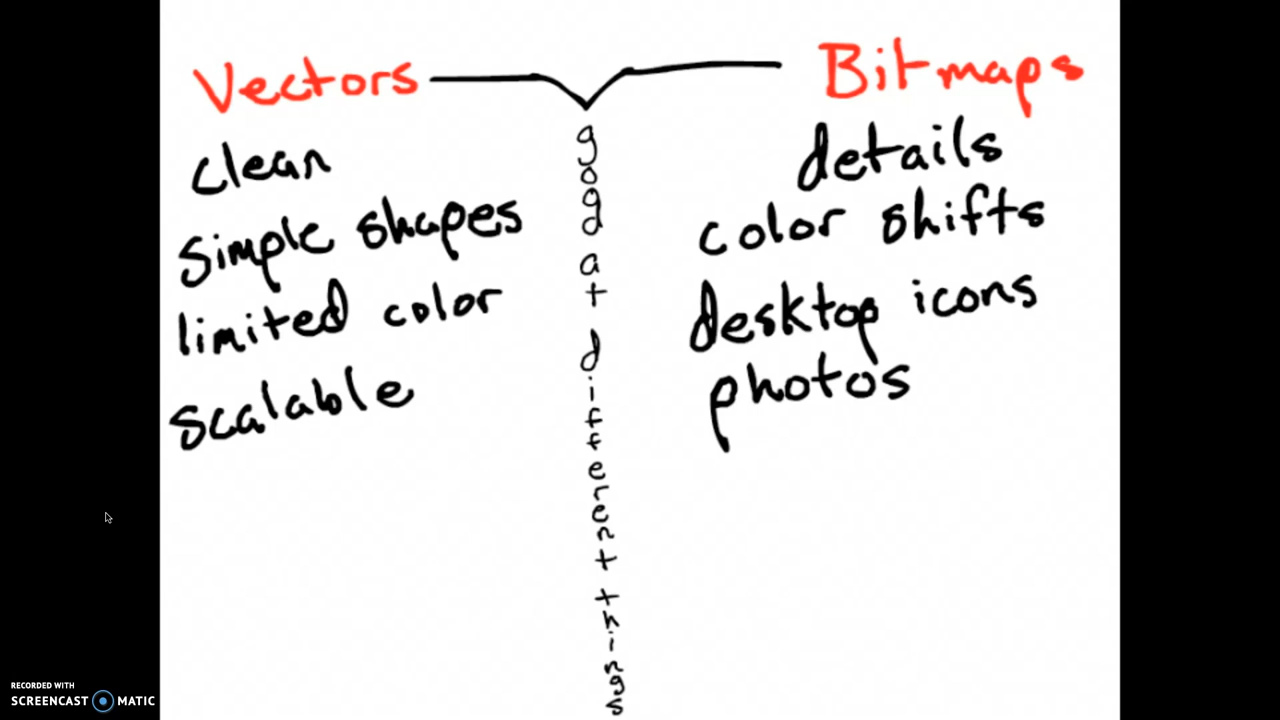 Vectors
Bitmaps
clean
simple shapes
limited color
scalable
good at different things
details
color shifts
desktop icons
photos
RECORDED WITH
SCREENCAST MATIC